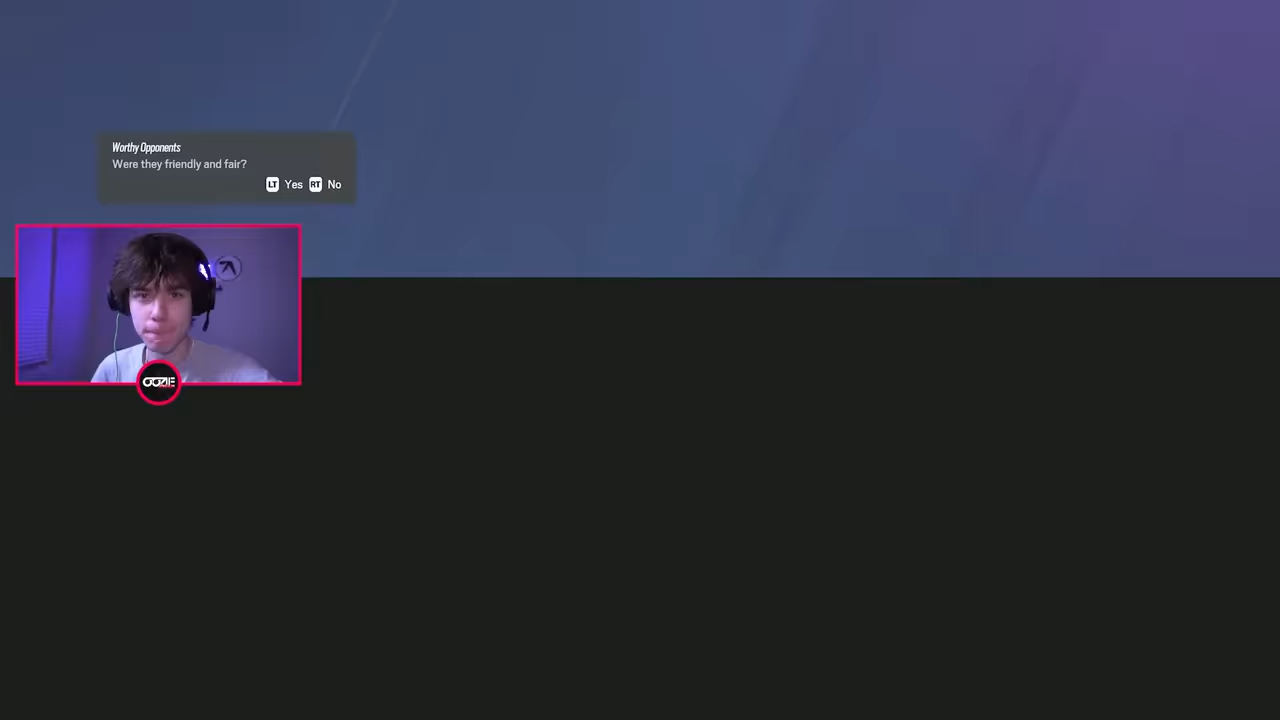 Worthy Opponents
Were they friendly and fair?
LT Yes RT No
OOZIE